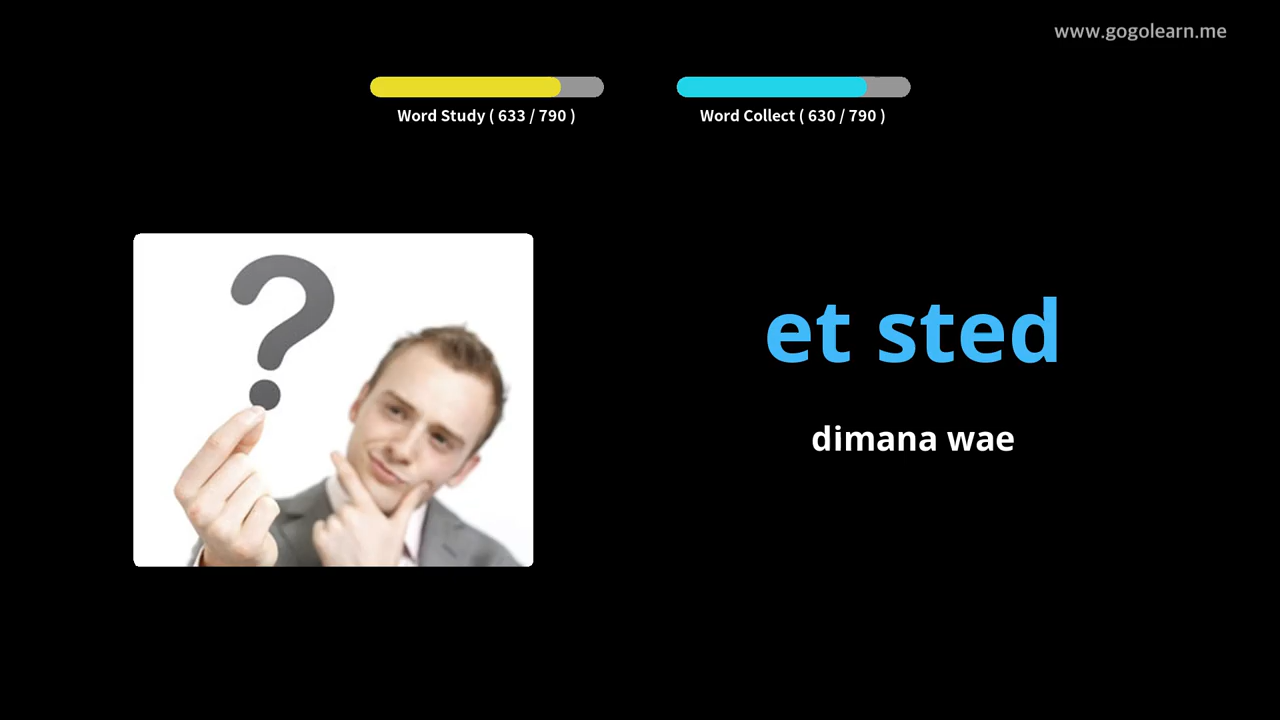 www.gogolearn.me
Word Study ( 633 / 790 )
Word Collect ( 630 / 790 )
?
et sted
dimana wae